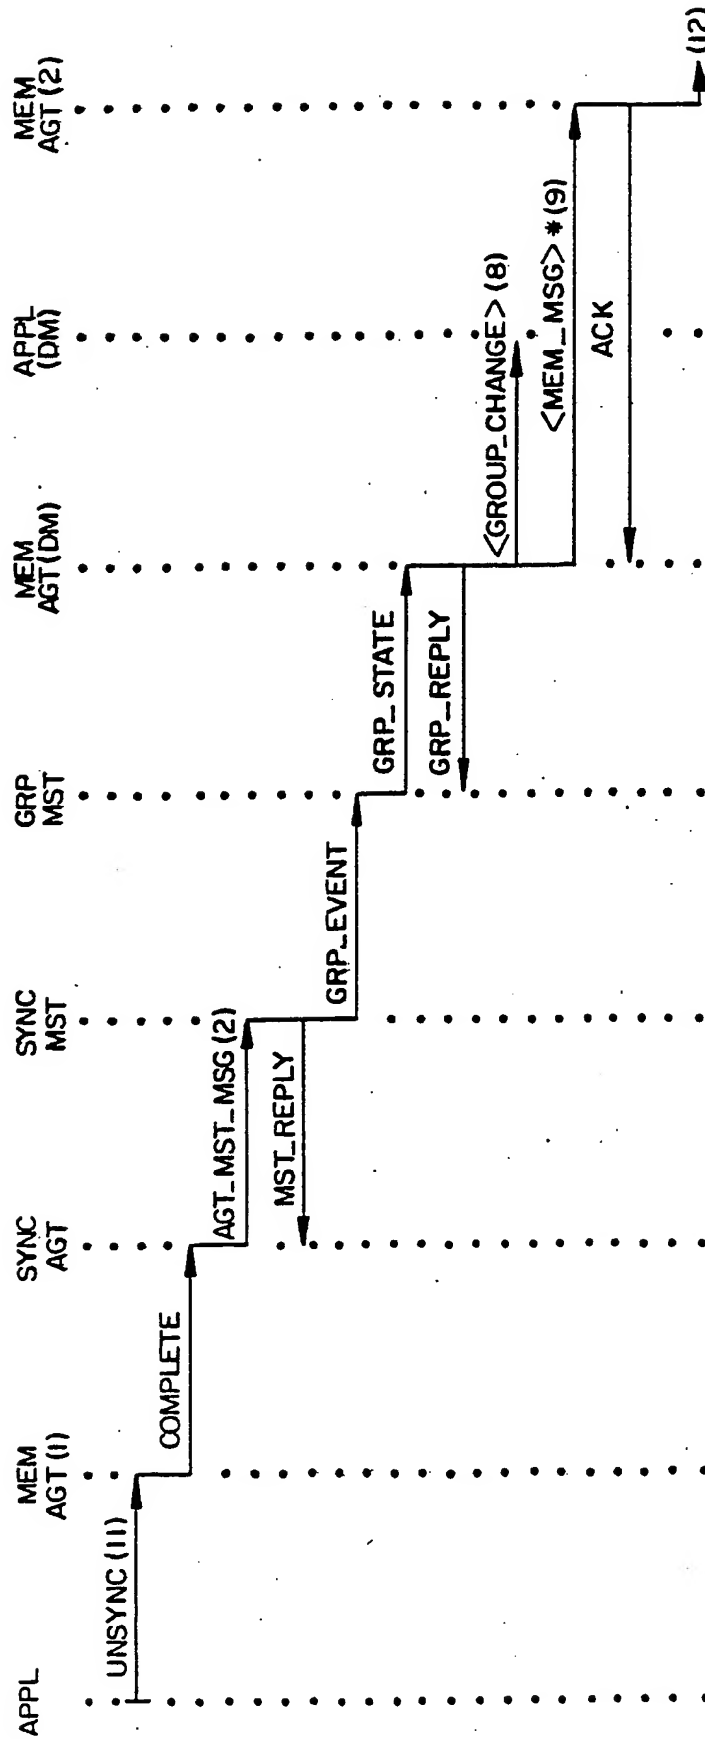 APPL
MEM
AGT (1)
SYNC
AGT
SYNC
MST
GRP
MST
MEM
AGT (DM)
APPL
(DM)
MEM
AGT (2)
UNSYNC (11)
COMPLETE
AGT_MST_MSG (2)
MST_REPLY
GRP_EVENT
GRP_STATE
GRP_REPLY
<GROUP_CHANGE> (8)
<MEM_MSG> * (9)
ACK
(12)